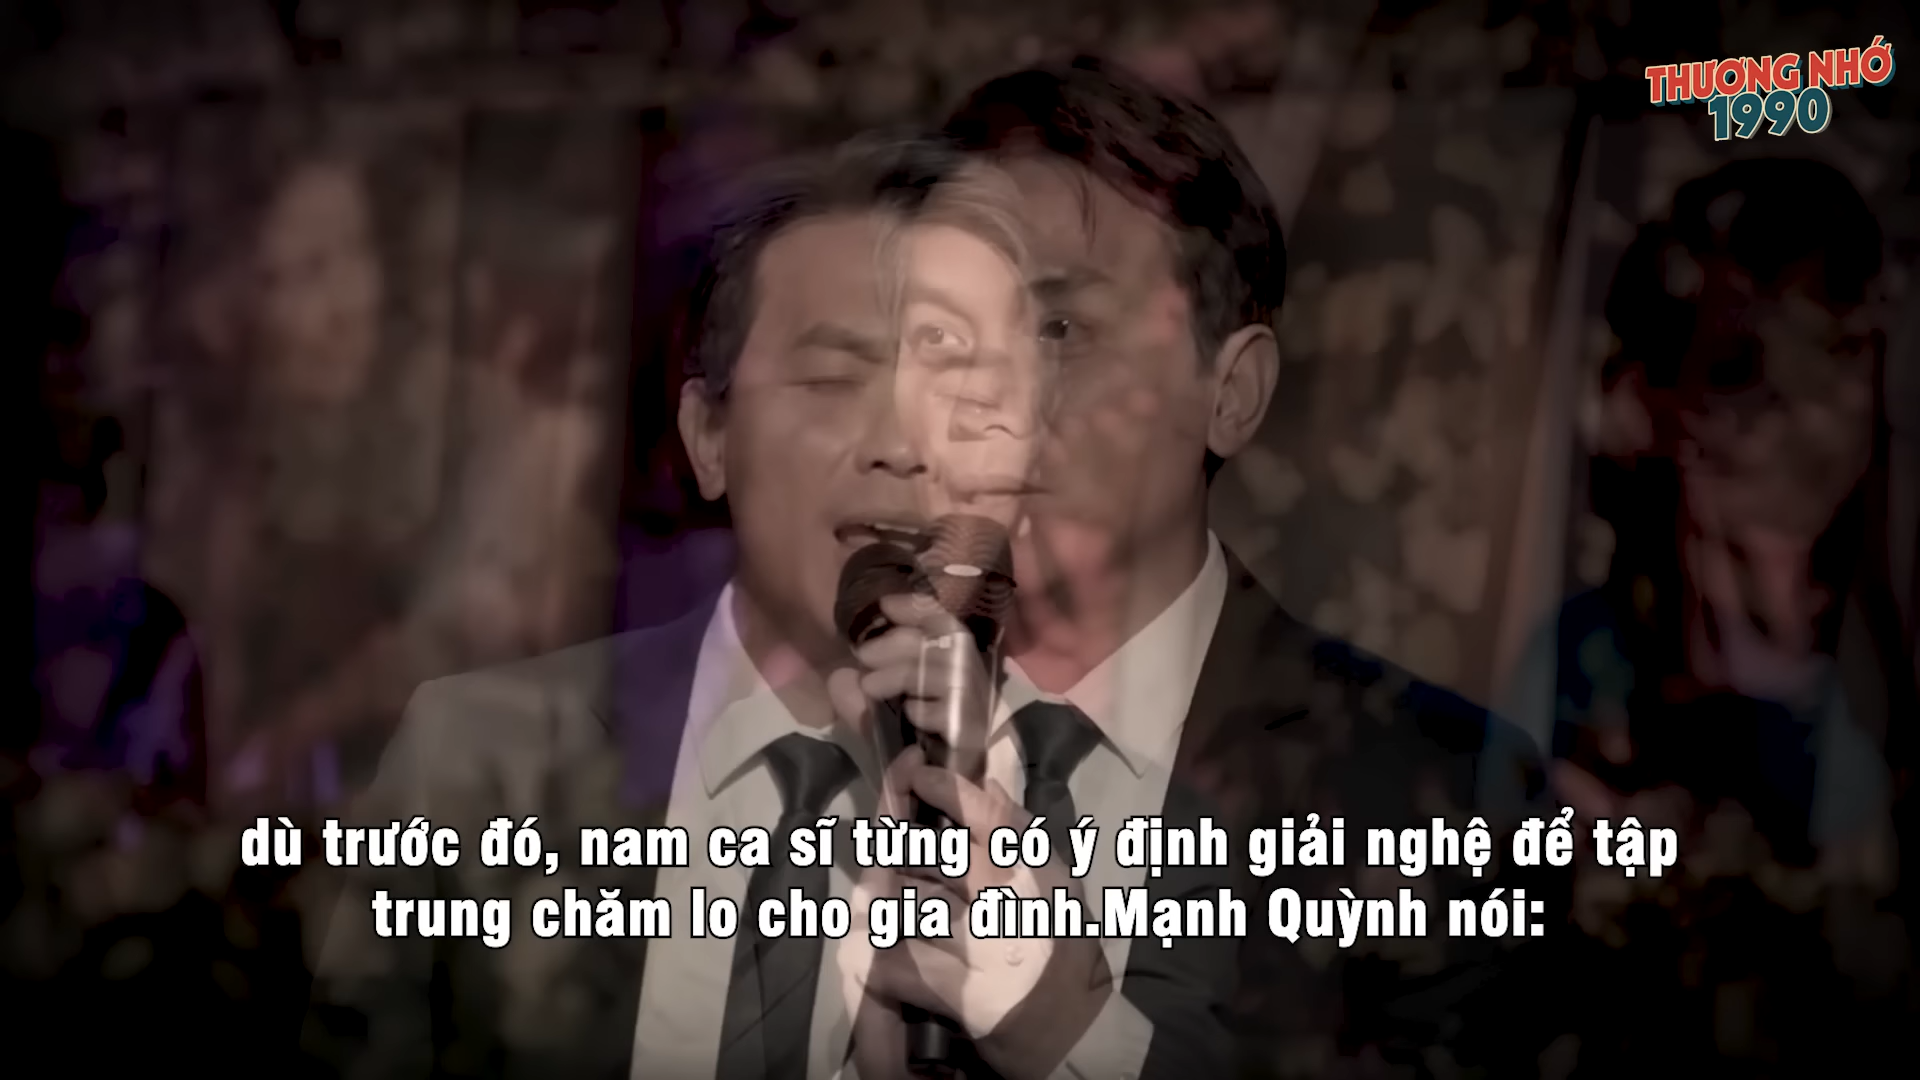 THƯƠNG NHỚ
1990
dù trước đó, nam ca sĩ từng có ý định giải nghệ để tập
trung chăm lo cho gia đình.Mạnh Quỳnh nói: